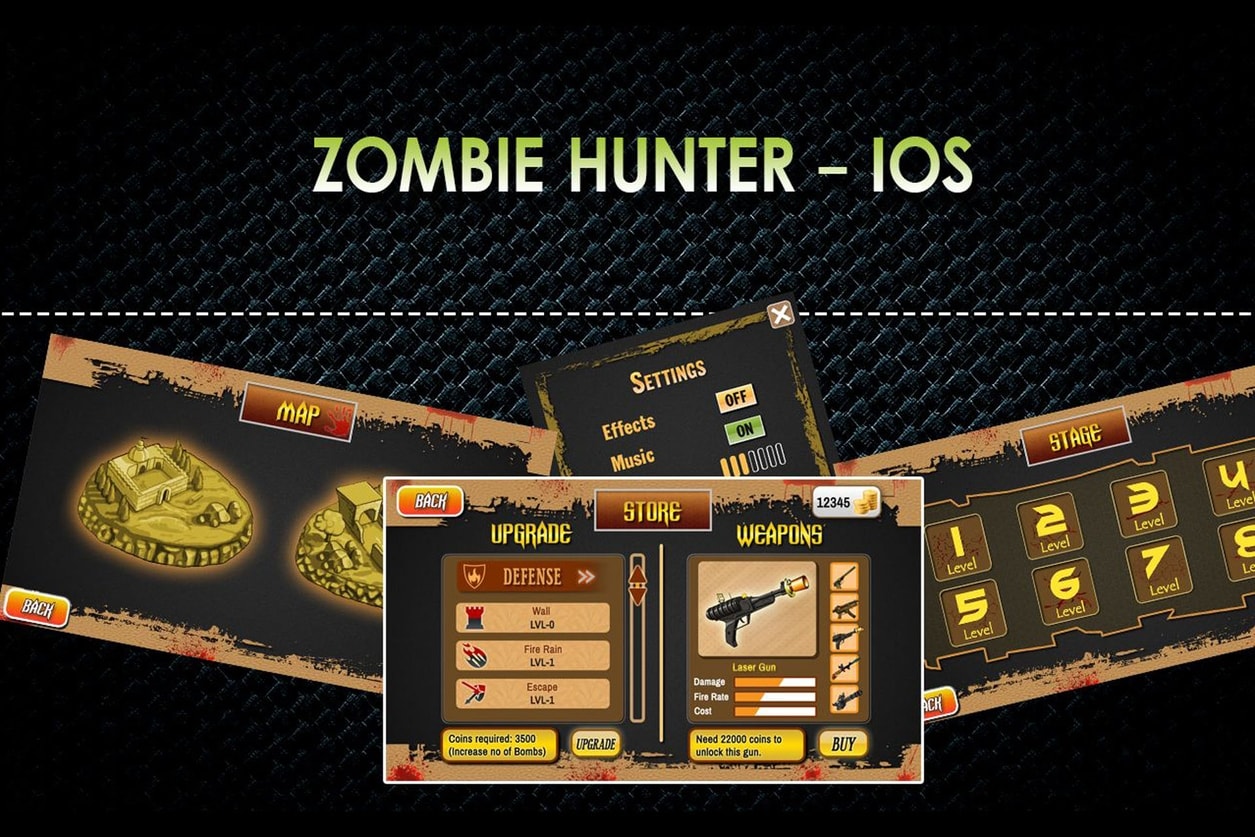 ZOMBIE HUNTER – IOS
MAP
BACK
SETTINGS
Effects OFF
Music ON
BACK
STORE
12345
UPGRADE
DEFENSE
Wall
LVL-0
Fire Rain
LVL-1
Escape
LVL-1
Coins required: 3500
(Increase no of Bombs)
UPGRADE
WEAPONS
Laser Gun
Damage
Fire Rate
Cost
Need 22000 coins to
unlock this gun.
BUY
STAGE
1
Level
2
Level
3
Level
4
5
Level
6
Level
7
Level
8